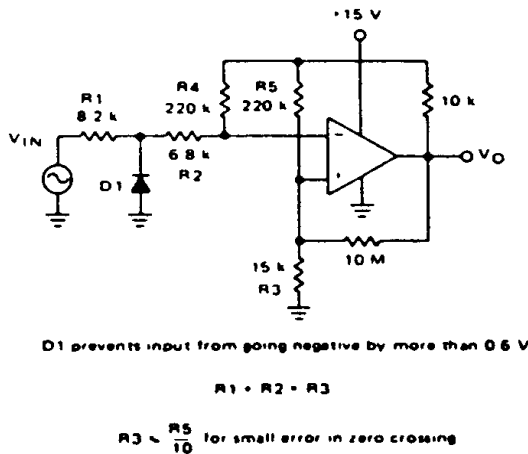 +15 V
R4
220 k
R5
220 k
10 k
R1
8.2 k
VIN
6.8 k
R2
D1
−
+
VO
10 M
15 k
R3
D1 prevents input from going negative by more than 0.6 V
R1 + R2 = R3
R3 ≤ R5/10 for small error in zero crossing